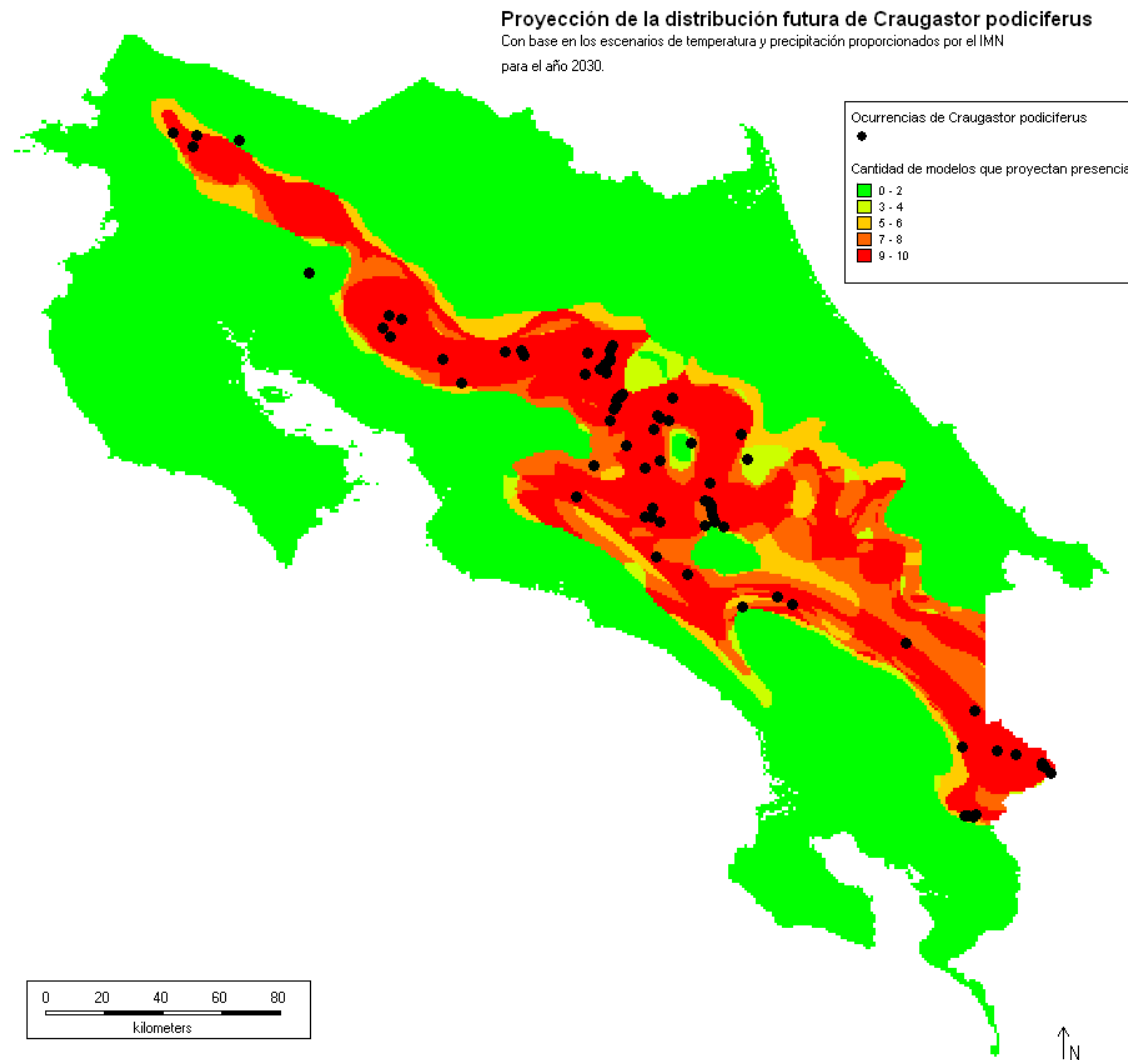 Proyección de la distribución futura de Craugastor podiciferus
Con base en los escenarios de temperatura y precipitación proporcionados por el IMN
para el año 2030.
Ocurrencias de Craugastor podiciferus
Cantidad de modelos que proyectan presencia
0 - 2
3 - 4
5 - 6
7 - 8
9 - 10
0 20 40 60 80
kilometers
N